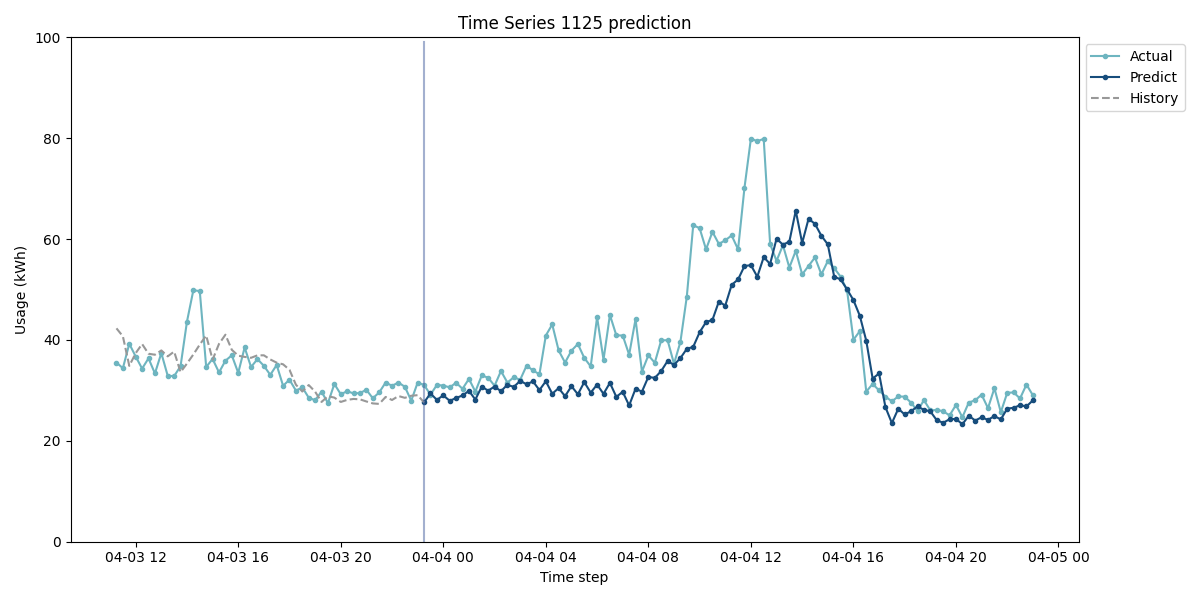 Time Series 1125 prediction
Usage (kWh)
100
80
60
40
20
0
04-03 12
04-03 16
04-03 20
04-04 00
04-04 04
04-04 08
04-04 12
04-04 16
04-04 20
04-05 00
Time step
Actual
Predict
History